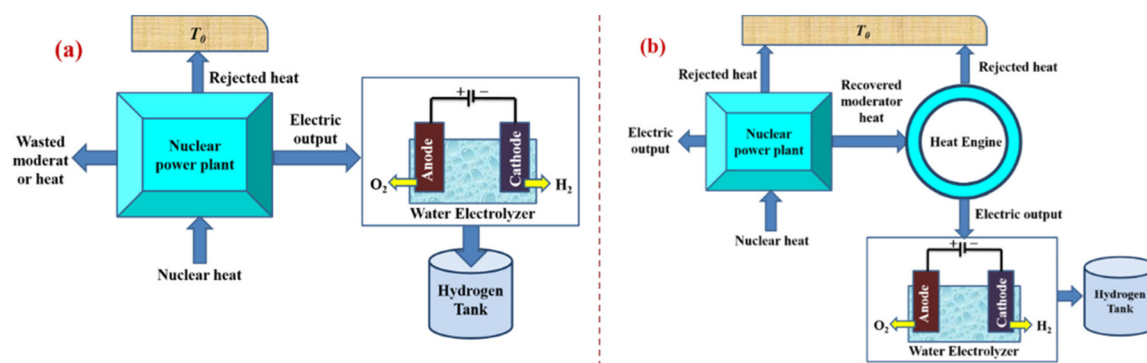 (a)
T0
Rejected heat
Wasted
moderat
or heat
Nuclear
power plant
Electric
output
Nuclear heat
+ −
Anode
Cathode
O2
H2
Water Electrolyzer
Hydrogen
Tank
(b)
T0
Rejected heat
Recovered
moderator
heat
Rejected heat
Electric
output
Nuclear
power plant
Heat Engine
Nuclear heat
Electric output
+ −
Anode
Cathode
O2
H2
Water Electrolyzer
Hydrogen
Tank